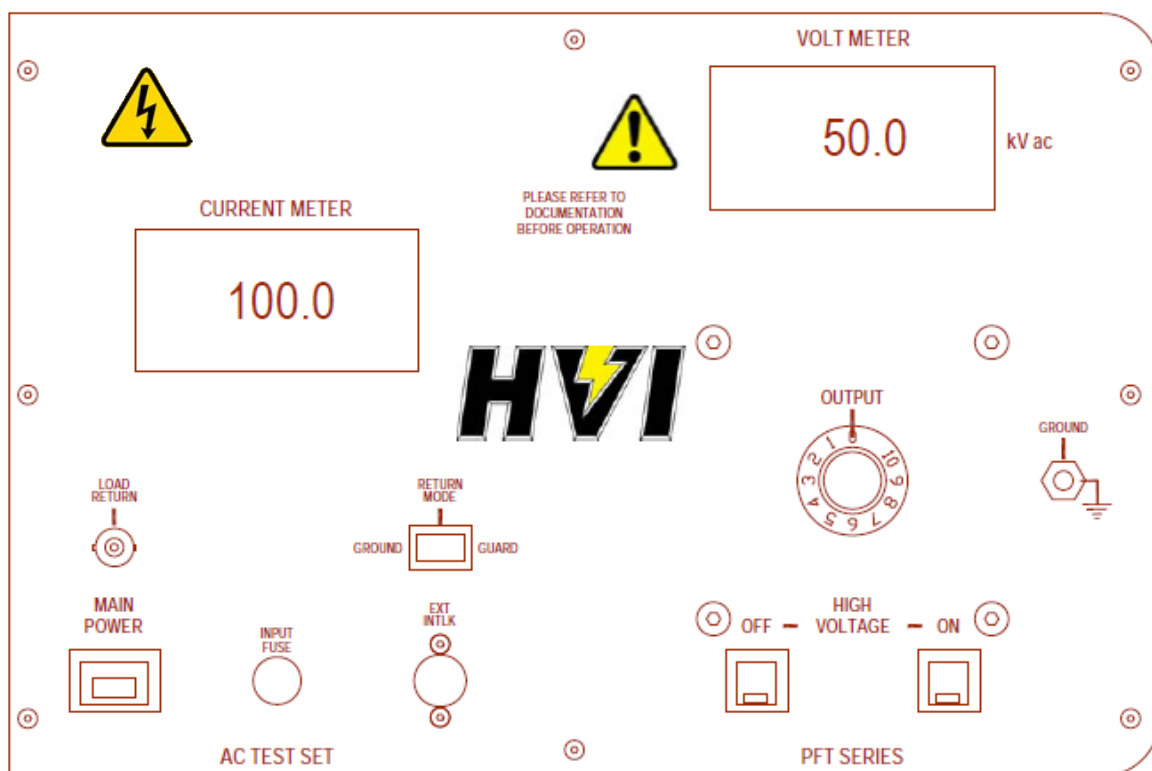 VOLT METER
50.0
kV ac
PLEASE REFER TO
DOCUMENTATION
BEFORE OPERATION
CURRENT METER
100.0
HVI
OUTPUT
0
1
2
3
4
5
6
7
8
9
10
GROUND
LOAD
RETURN
RETURN
MODE
GROUND
GUARD
MAIN
POWER
INPUT
FUSE
EXT
INTLK
OFF – HIGH
VOLTAGE – ON
AC TEST SET
PFT SERIES